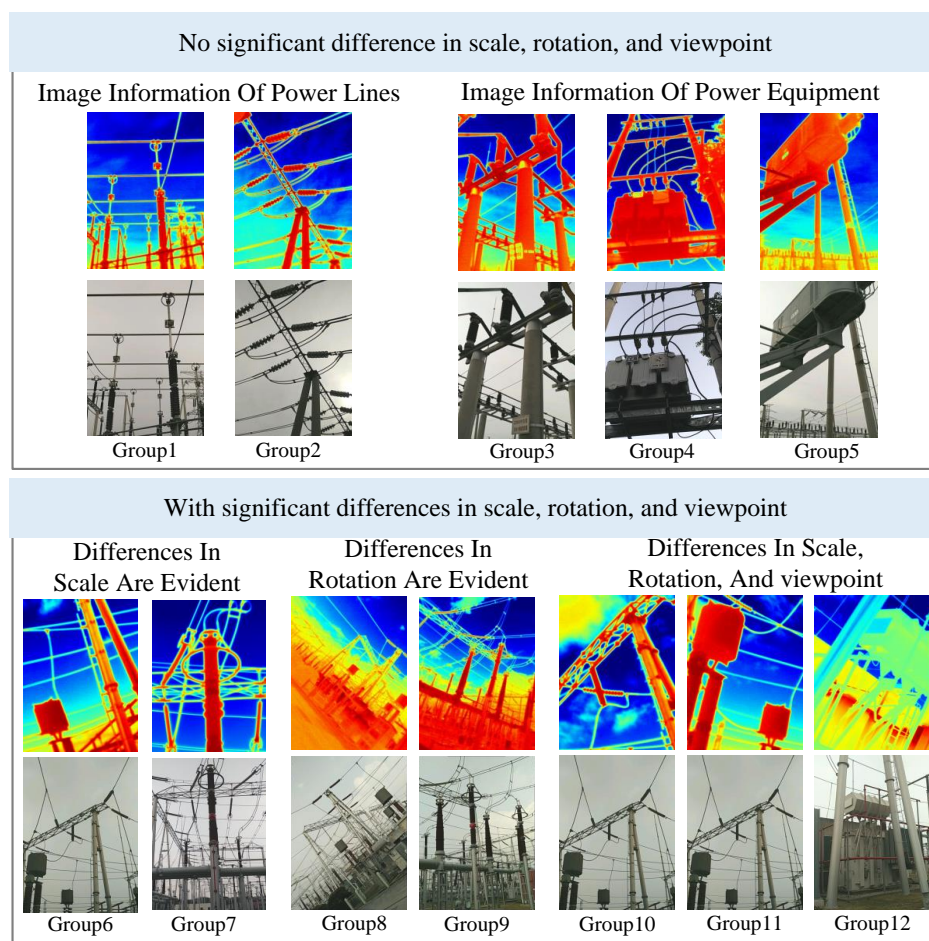 No significant difference in scale, rotation, and viewpoint
Image Information Of Power Lines
Image Information Of Power Equipment
Group1
Group2
Group3
Group4
Group5
With significant differences in scale, rotation, and viewpoint
Differences In
Scale Are Evident
Differences In
Rotation Are Evident
Differences In Scale,
Rotation, And viewpoint
Group6
Group7
Group8
Group9
Group10
Group11
Group12